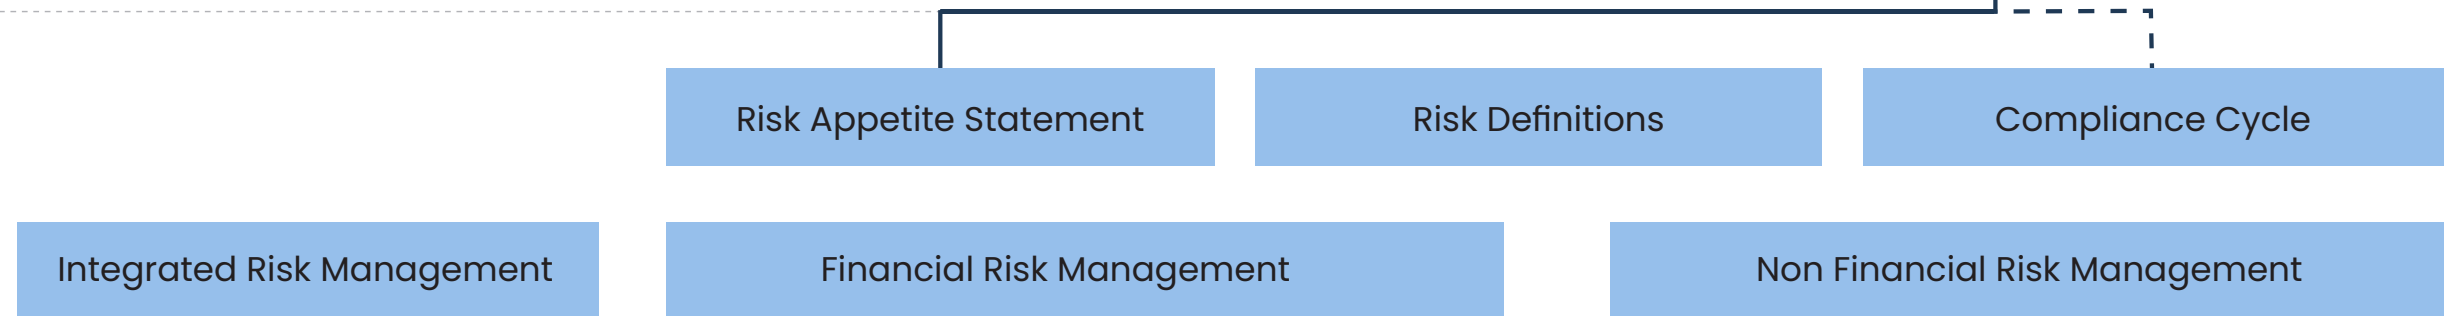 Risk Appetite Statement
Risk Definitions
Compliance Cycle
Integrated Risk Management
Financial Risk Management
Non Financial Risk Management